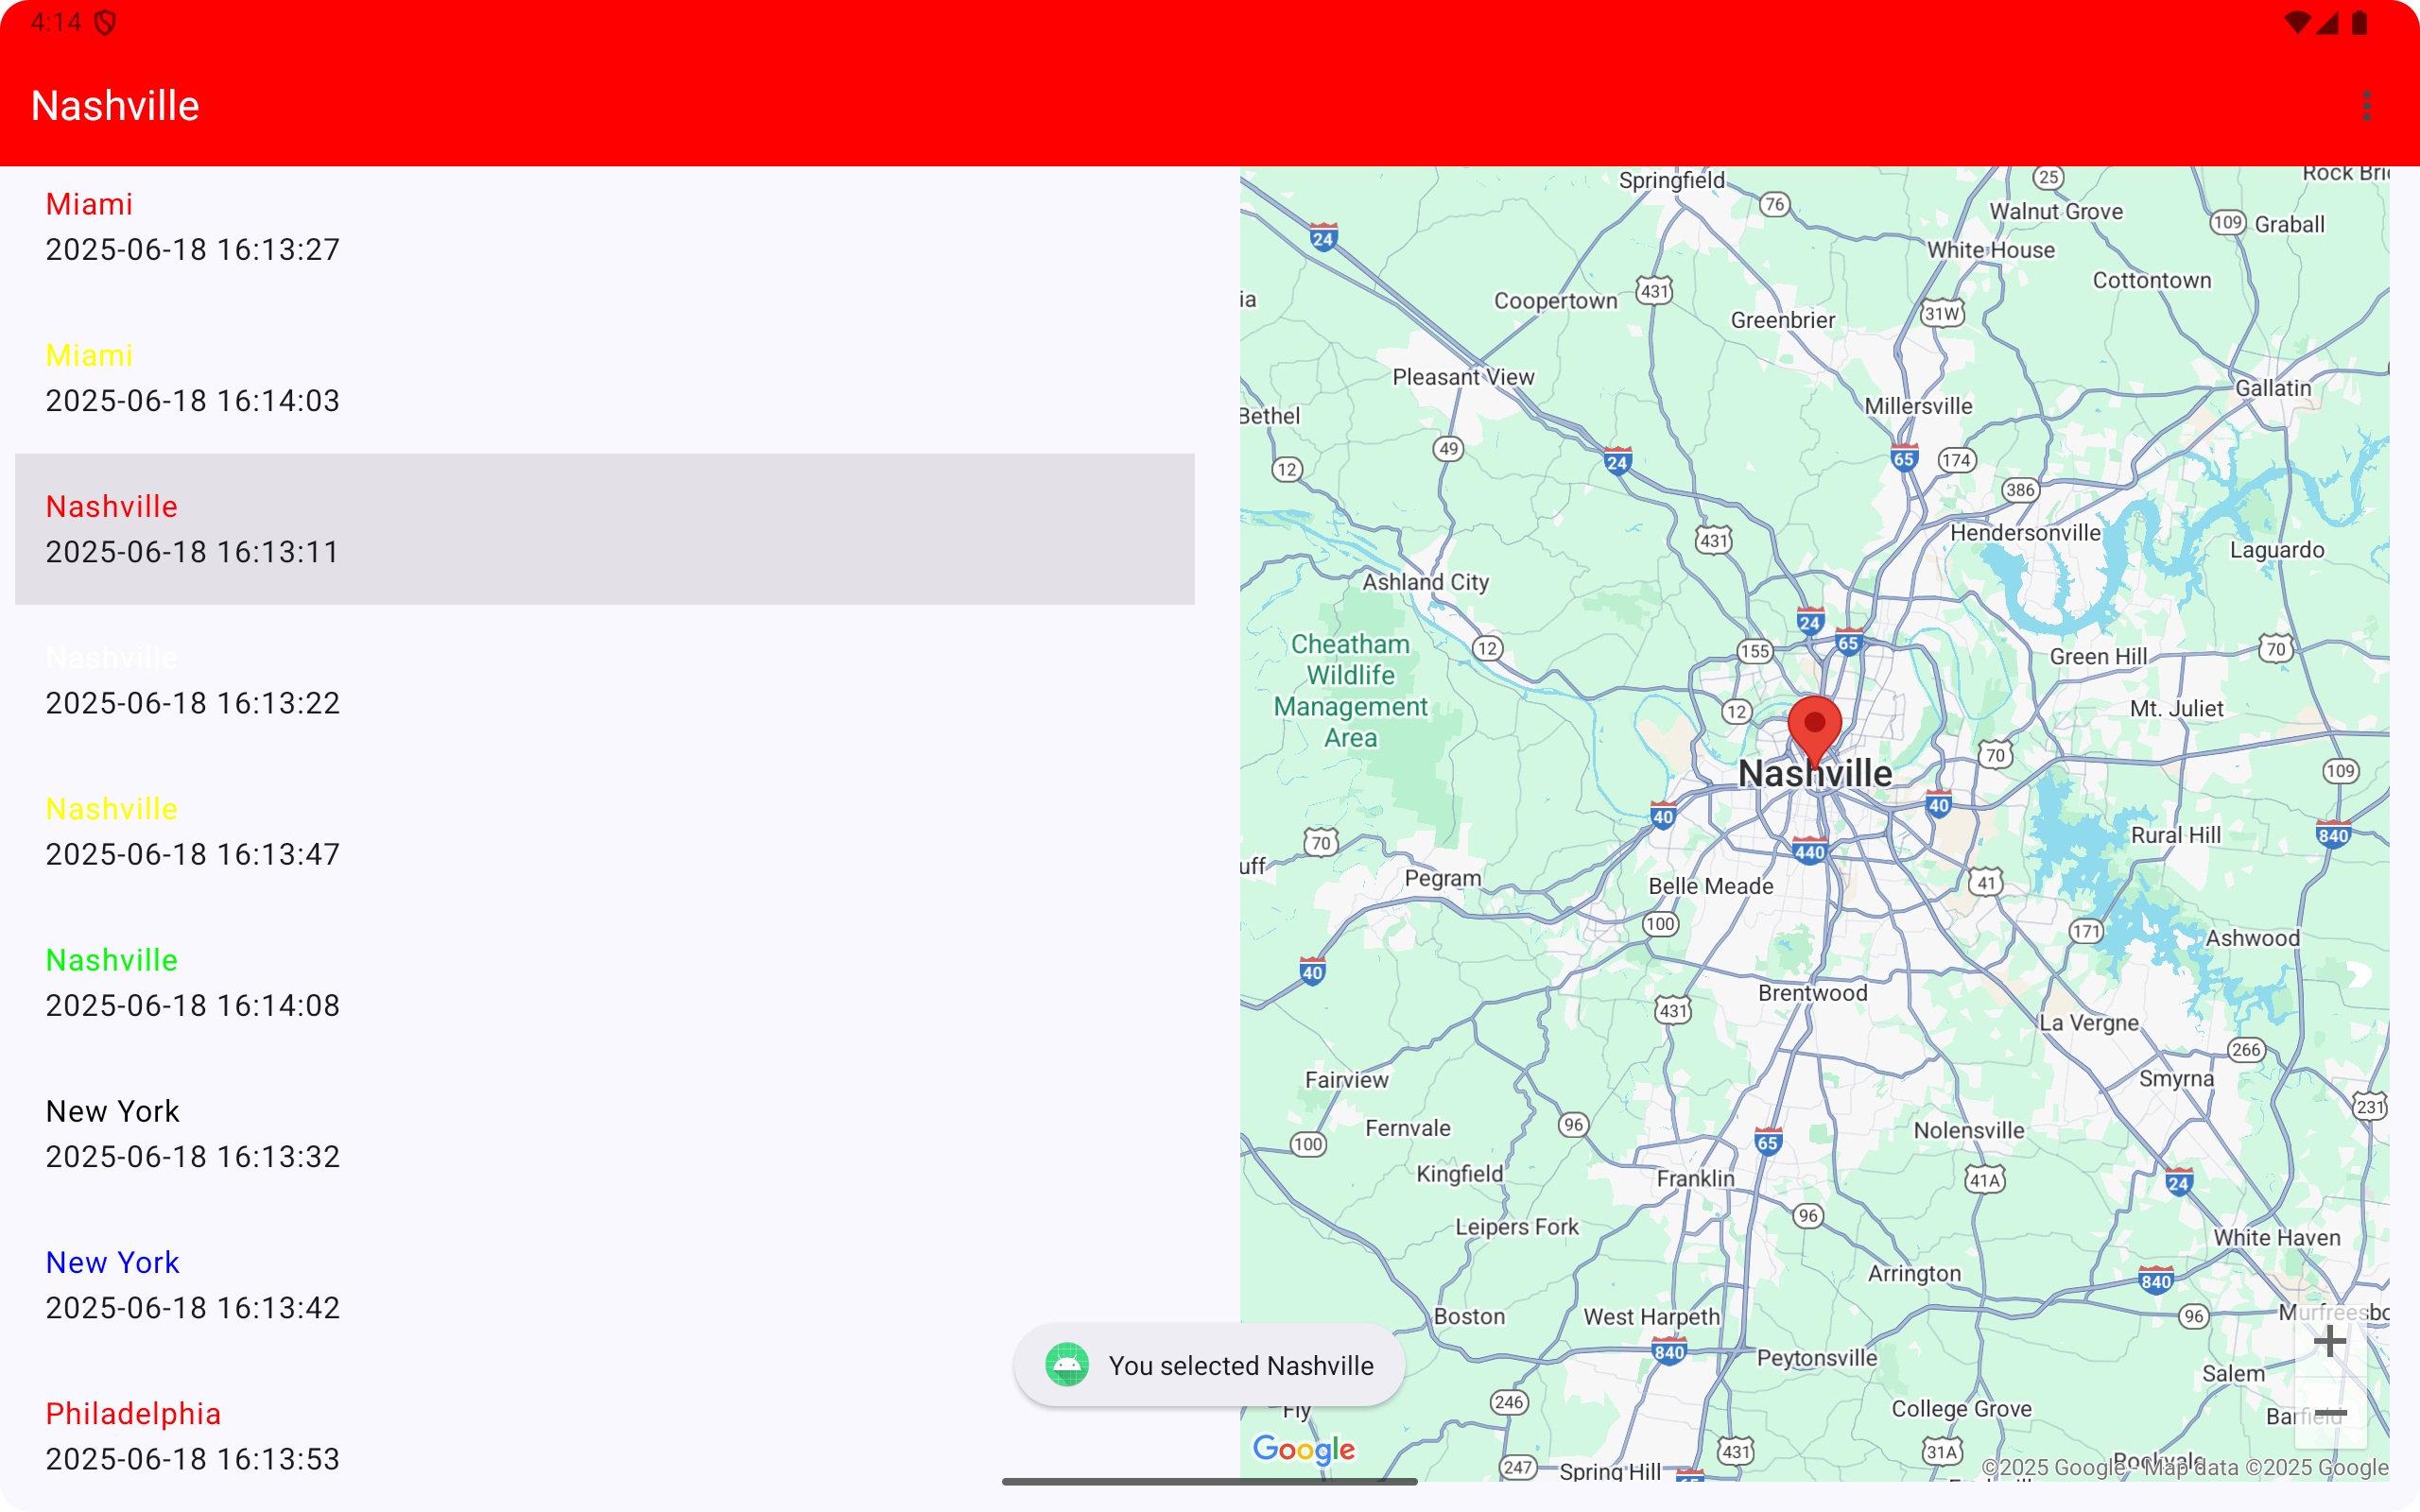 4:14
Nashville
Miami
2025-06-18 16:13:27
Miami
2025-06-18 16:14:03
Nashville
2025-06-18 16:13:11
Nashville
2025-06-18 16:13:22
Nashville
2025-06-18 16:13:47
Nashville
2025-06-18 16:14:08
New York
2025-06-18 16:13:32
New York
2025-06-18 16:13:42
Philadelphia
2025-06-18 16:13:53
You selected Nashville
Springfield
76
25
Rock Bri
Walnut Grove
109 Graball
24
White House
Cottontown
431
ia
Coopertown
31W
Greenbrier
Pleasant View
Gallatin
Millersville
Bethel
49
24
65
174
12
386
Hendersonville
431
Laguardo
Ashland City
24
65
Cheatham
Wildlife
Management
Area
12
155
70
Green Hill
12
Mt. Juliet
70
Nashville
109
40
40
70
Rural Hill
840
440
uff
Pegram
Belle Meade
41
100
171
Ashwood
40
Brentwood
431
La Vergne
266
Fairview
Smyrna
231
96
Fernvale
Nolensville
100
65
Kingfield
Franklin
41A
24
96
Leipers Fork
White Haven
Arrington
840
Boston
West Harpeth
96
Murfreesbo
840
Peytonsville
Salem
246
College Grove
Fly
Barfield
Google
431
31A
247
Spring Hill
Rockvale
©2025 Google - Map data ©2025 Google